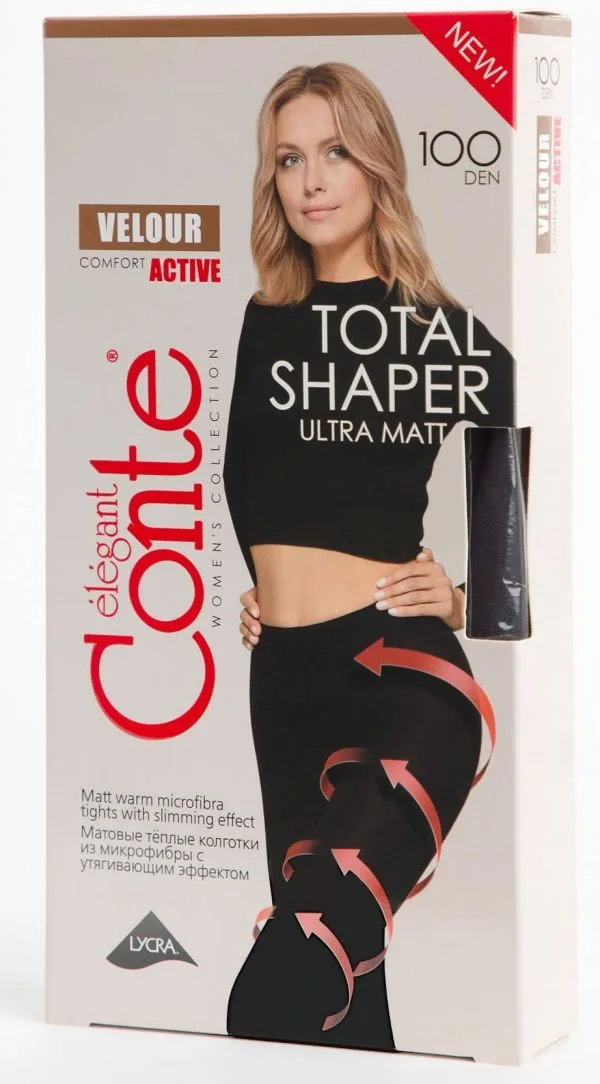 NEW!
100
DEN
VELOUR
COMFORT ACTIVE
TOTAL
SHAPER
ULTRA MATT
élégant
Conte®
WOMEN'S COLLECTION
Matt warm microfibra
tights with slimming effect
Матовые тёплые колготки
из микрофибры с
утягивающим эффектом
LYCRA®
100
DEN
VELOUR
COMFORT ACTIVE